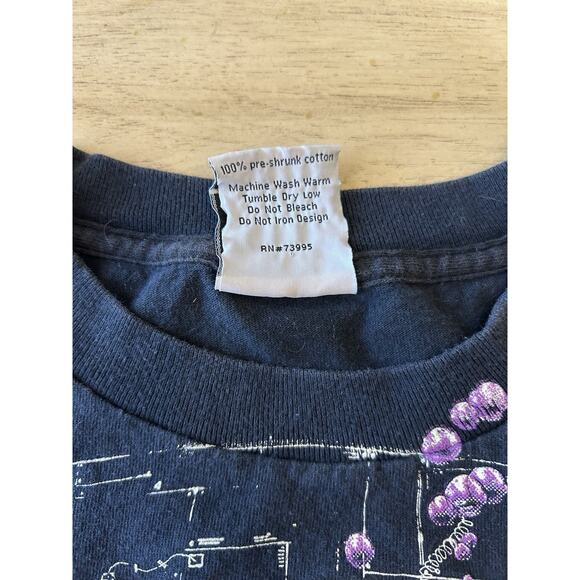 100% pre-shrunk cotton
Machine Wash Warm
Tumble Dry Low
Do Not Bleach
Do Not Iron Design
RN#73995